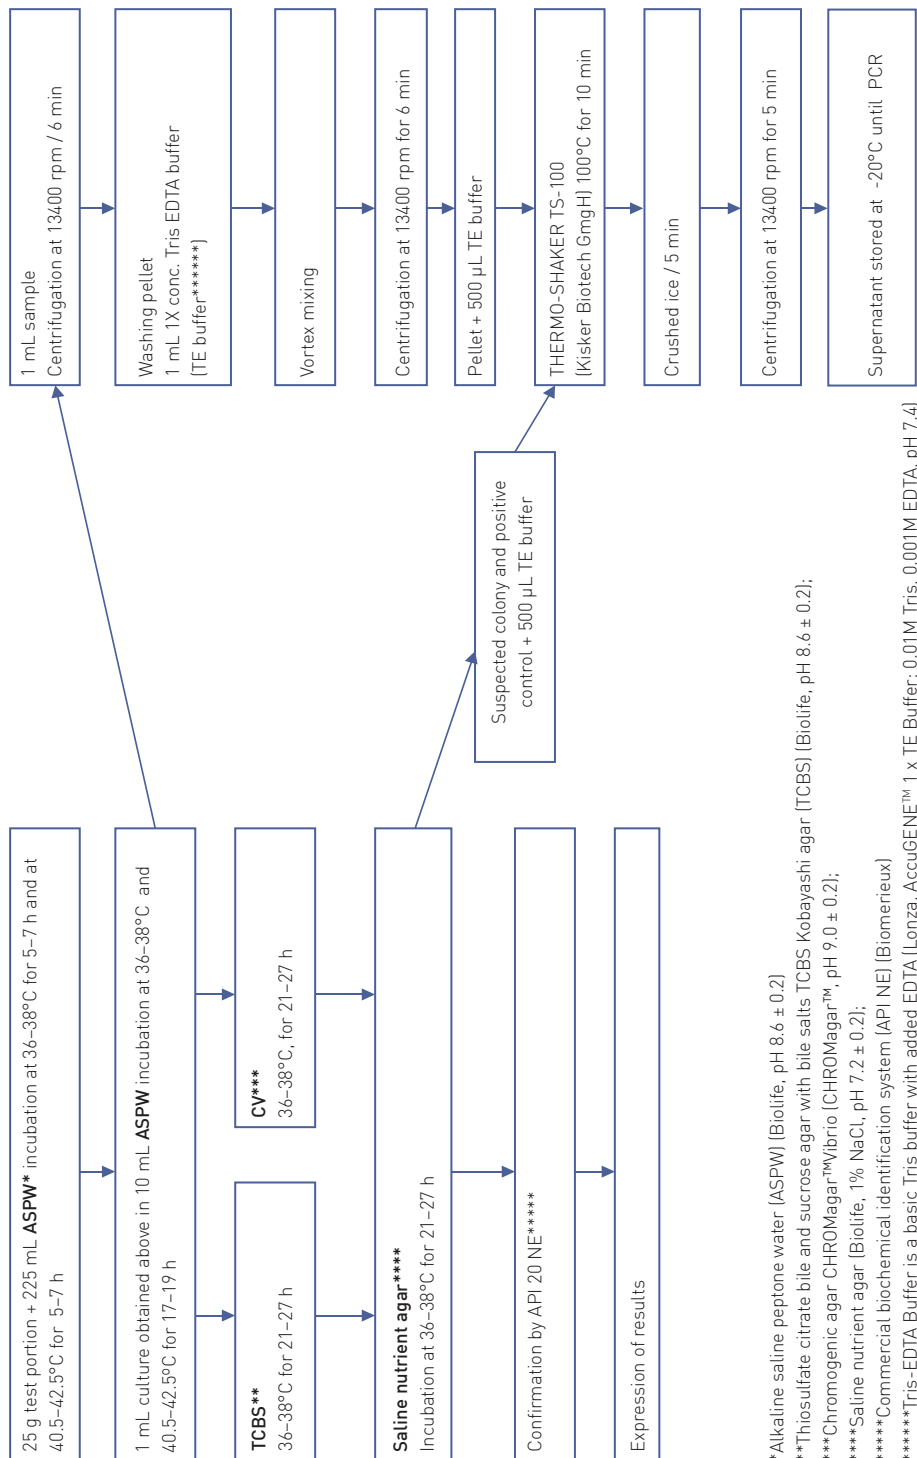 25 g test portion + 225 mL ASPW* incubation at 36–38°C for 5–7 h and at
40.5–42.5°C for 5–7 h
1 mL culture obtained above in 10 mL ASPW incubation at 36–38°C and
40.5–42.5°C for 17–19 h
TCBS**
36–38°C for 21–27 h
CV***
36–38°C, for 21–27 h
Saline nutrient agar****
Incubation at 36–38°C for 21–27 h
Confirmation by API 20 NE*****
Expression of results
Suspected colony and positive
control + 500 µL TE buffer
1 mL sample
Centrifugation at 13400 rpm / 6 min
Washing pellet
1 mL 1X conc. Tris EDTA buffer
(TE buffer******)
Vortex mixing
Centrifugation at 13400 rpm for 6 min
Pellet + 500 µL TE buffer
THERMO-SHAKER TS-100
(Kisker Biotech GmgH) 100°C for 10 min
Crushed ice / 5 min
Centrifugation at 13400 rpm for 5 min
Supernatant stored at -20°C until PCR
*Alkaline saline peptone water (ASPW) (Biolife, pH 8.6 ± 0.2)
**Thiosulfate citrate bile and sucrose agar with bile salts TCBS Kobayashi agar (TCBS) (Biolife, pH 8.6 ± 0.2);
***Chromogenic agar CHROMagar™Vibrio (CHROMagar™, pH 9.0 ± 0.2);
****Saline nutrient agar (Biolife, 1% NaCl, pH 7.2 ± 0.2);
*****Commercial biochemical identification system (API NE) (Biomerieux)
******Tris-EDTA Buffer is a basic Tris buffer with added EDTA (Lonza, AccuGENE™ 1 x TE Buffer: 0.01M Tris, 0.001M EDTA, pH 7.4)